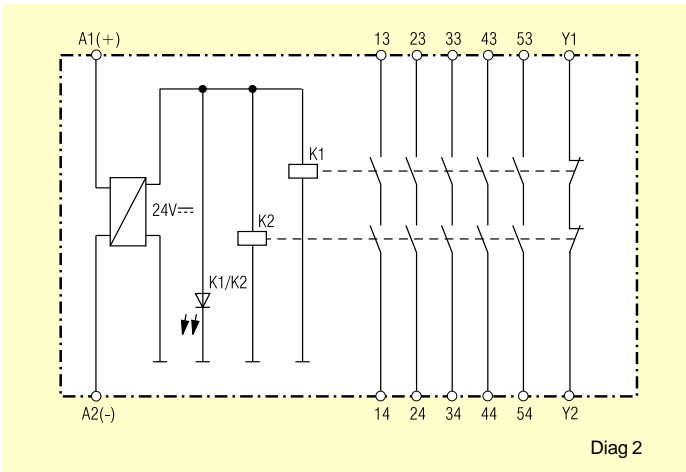 A1(+) 13 23 33 43 53 Y1
K1
24V
K2
K1/K2
A2(-) 14 24 34 44 54 Y2
Diag 2